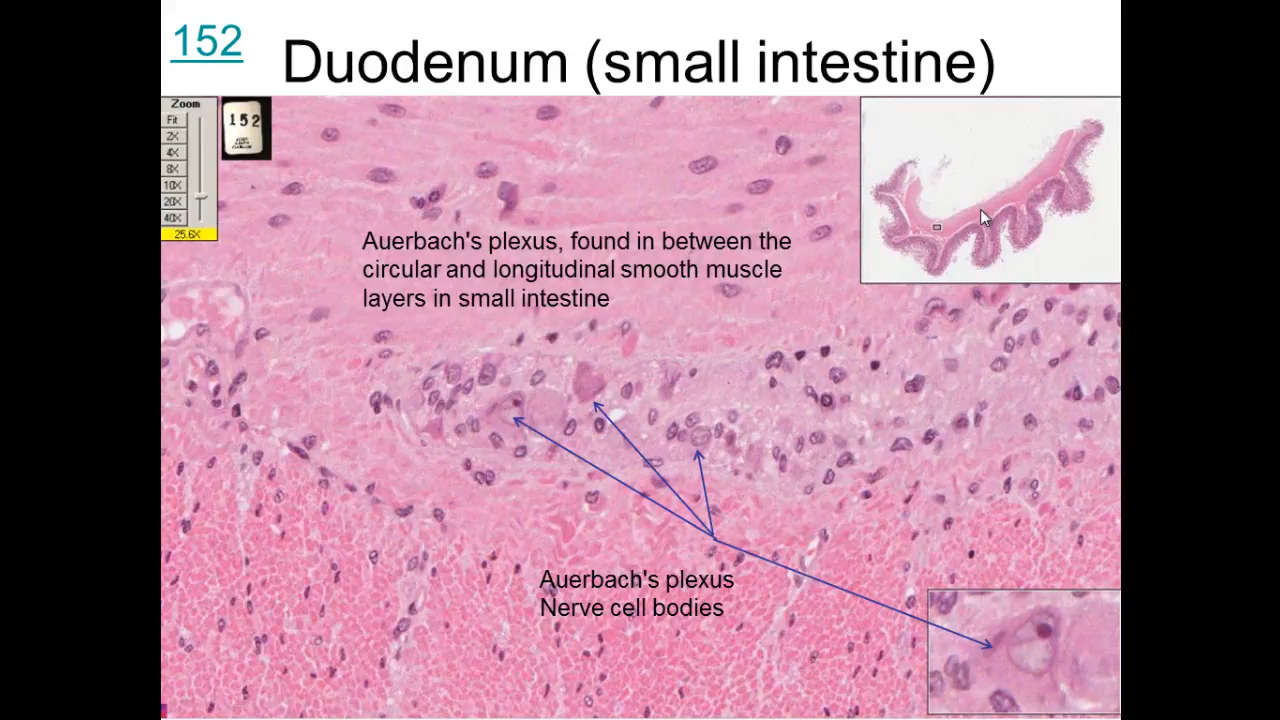 152
Duodenum (small intestine)
Zoom
Fit
2X
4X
8X
10X
20X
40X
25.6X
152
Auerbach's plexus, found in between the
circular and longitudinal smooth muscle
layers in small intestine
Auerbach's plexus
Nerve cell bodies